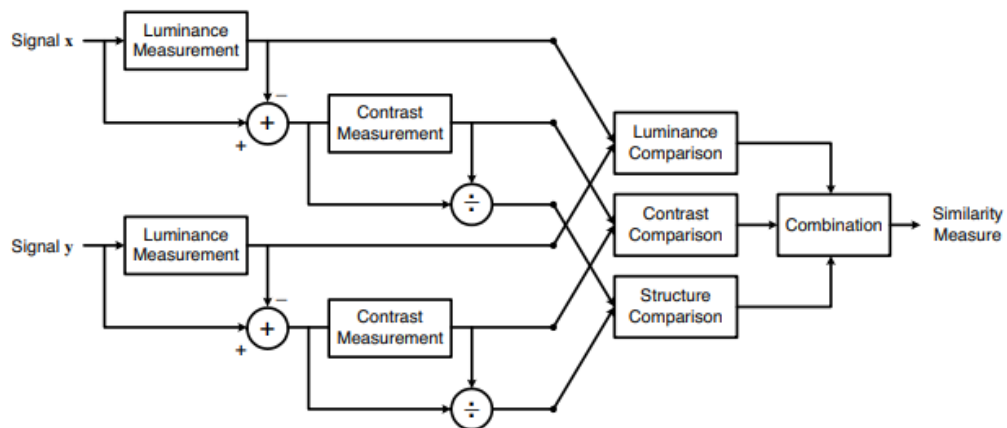 Signal x
Luminance
Measurement
−
+
+
Contrast
Measurement
÷
Luminance
Comparison
Signal y
Luminance
Measurement
−
+
+
Contrast
Measurement
÷
Contrast
Comparison
Structure
Comparison
Combination
Similarity
Measure